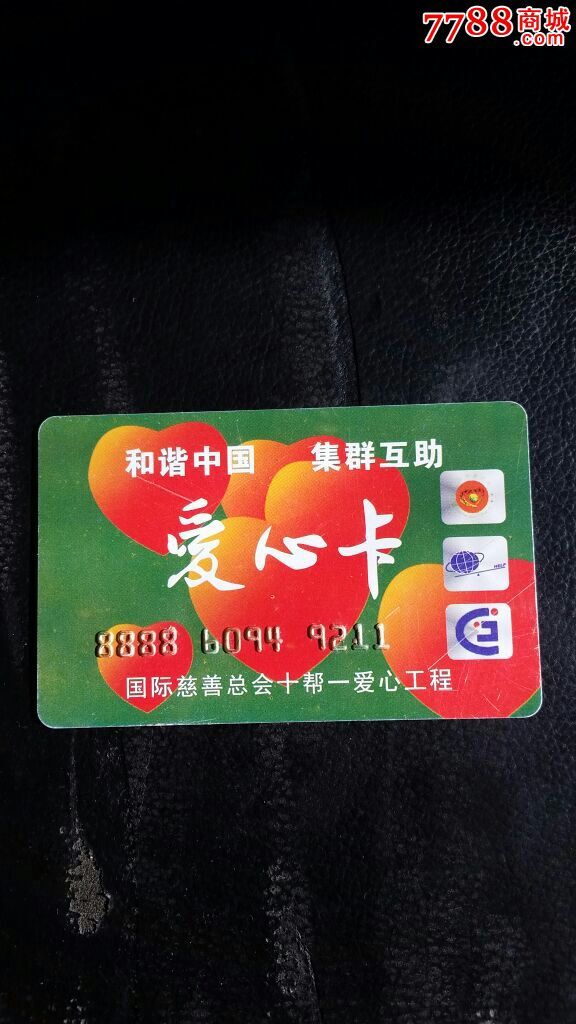 7788商城
.com
和谐中国 集群互助
爱心卡
HELP
8888 6094 9211
国际慈善总会十帮一爱心工程